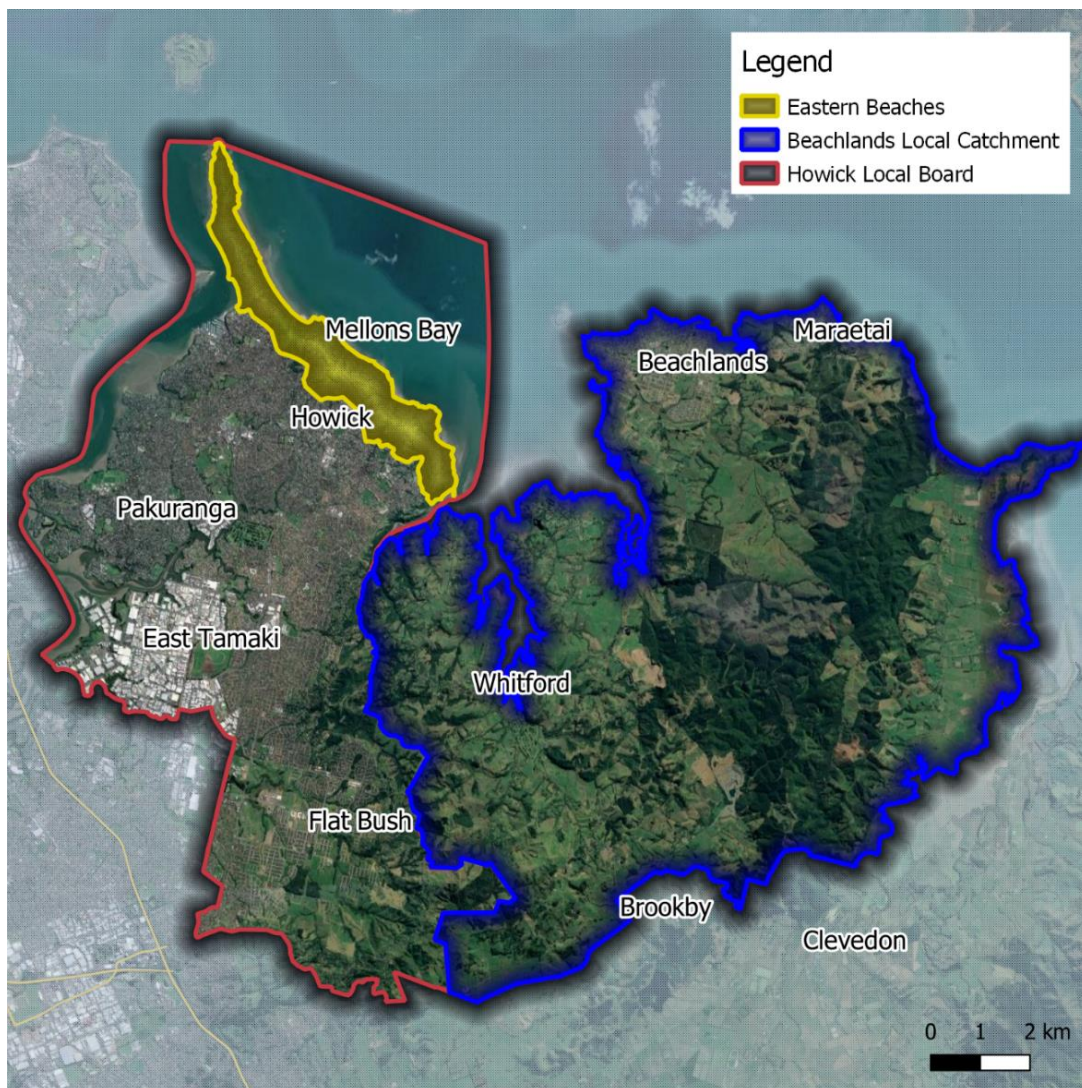 Legend
Eastern Beaches
Beachlands Local Catchment
Howick Local Board
Mellons Bay
Maraetai
Beachlands
Howick
Pakuranga
East Tamaki
Whitford
Flat Bush
Brookby
Clevedon
0 1 2 km